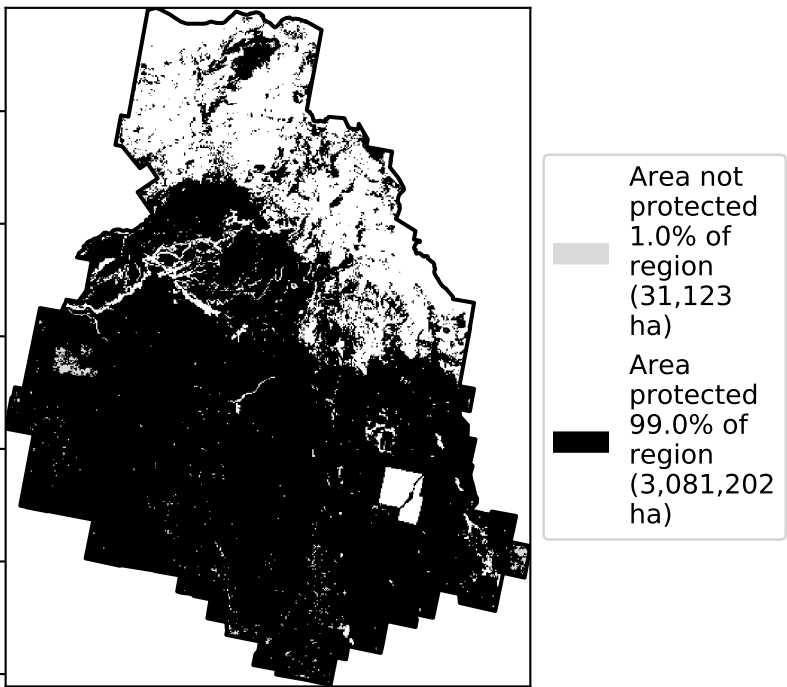 Area not
protected
1.0% of
region
(31,123
ha)
Area
protected
99.0% of
region
(3,081,202
ha)